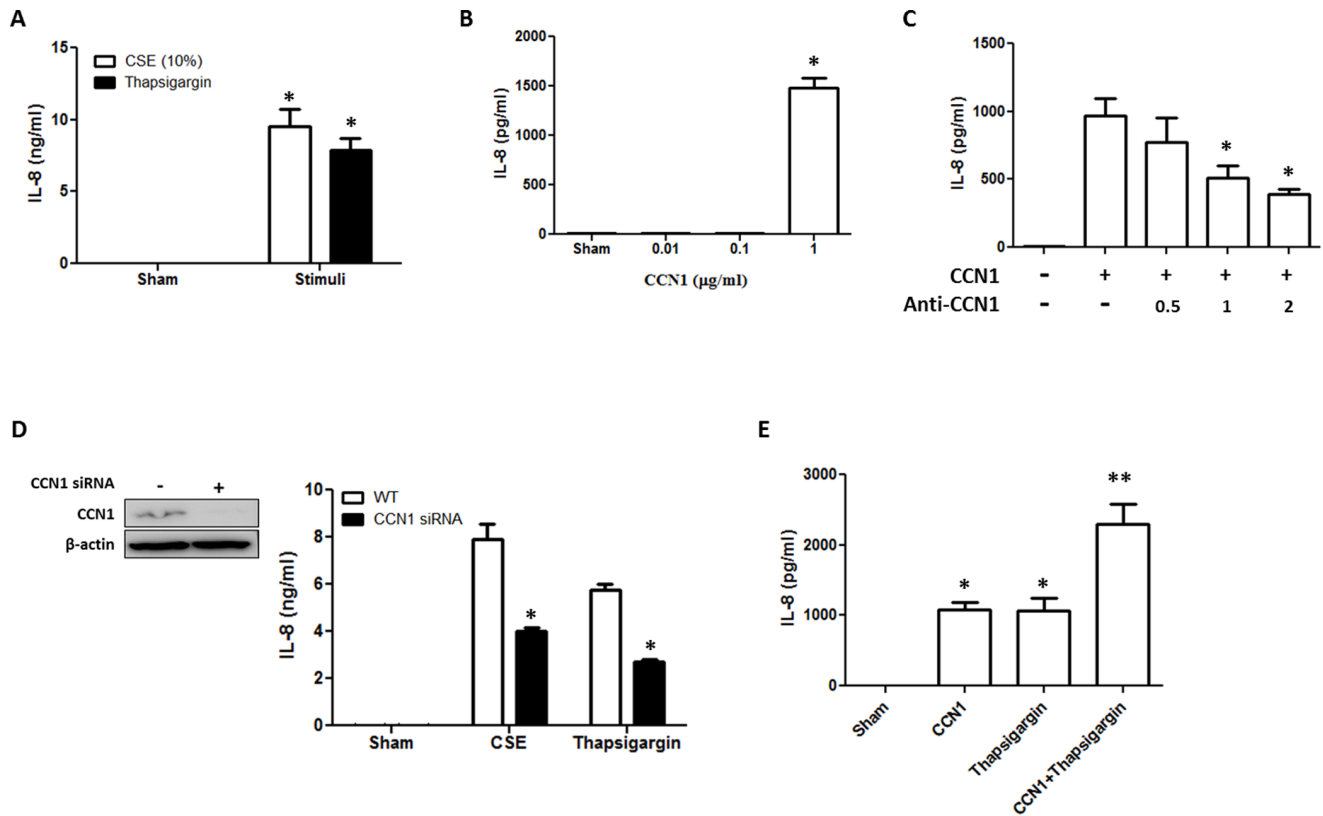 A
IL-8 (ng/ml)
15
10
5
0
CSE (10%)
Thapsigargin
*
*
Sham
Stimuli
B
IL-8 (pg/ml)
2000
1500
1000
500
0
*
Sham
0.01
0.1
1
CCN1 (μg/ml)
C
IL-8 (pg/ml)
1500
1000
500
0
*
*
CCN1 - + + + +
Anti-CCN1 - - 0.5 1 2
D
CCN1 siRNA - +
CCN1
β-actin
IL-8 (ng/ml)
10
8
6
4
2
0
WT
CCN1 siRNA
*
*
Sham
CSE
Thapsigargin
E
IL-8 (pg/ml)
3000
2000
1000
0
*
*
**
Sham
CCN1
Thapsigargin
CCN1+Thapsigargin